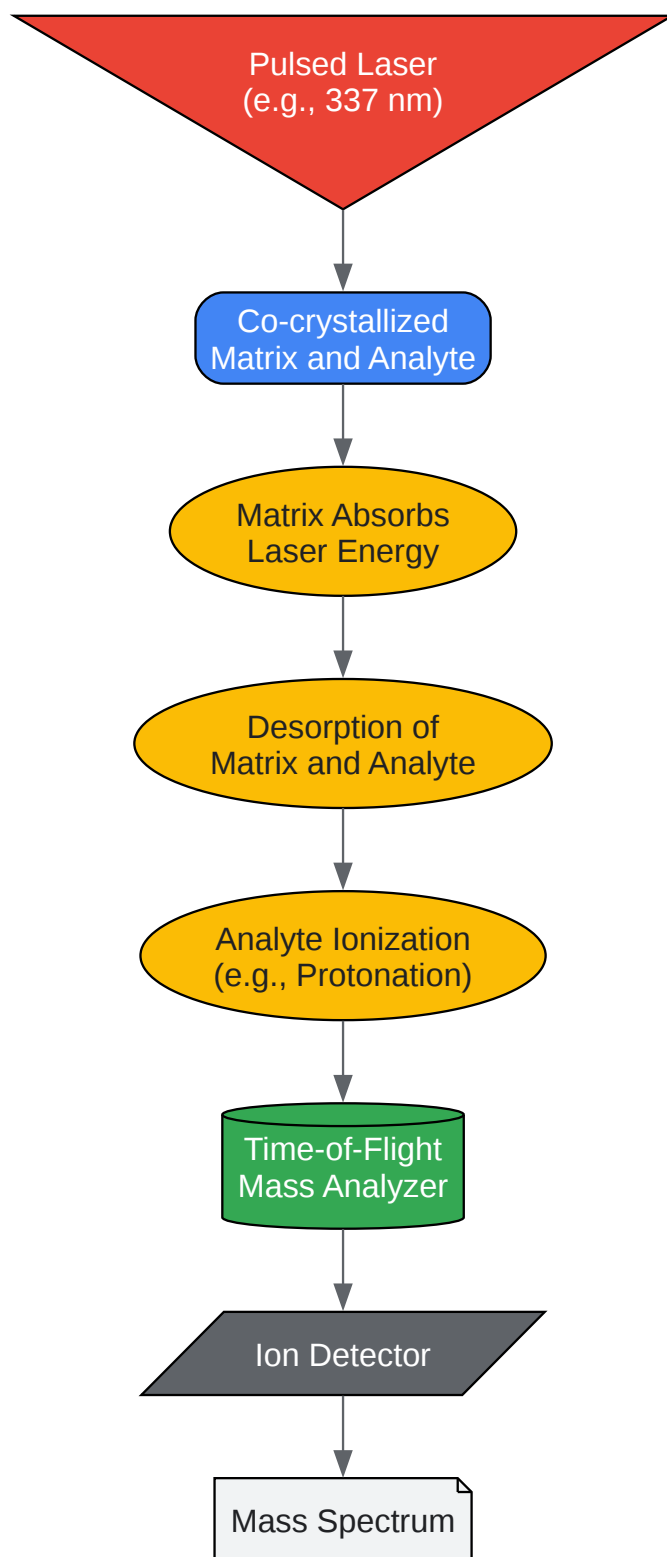 Pulsed Laser
(e.g., 337 nm)
Co-crystallized
Matrix and Analyte
Matrix Absorbs
Laser Energy
Desorption of
Matrix and Analyte
Analyte Ionization
(e.g., Protonation)
Time-of-Flight
Mass Analyzer
Ion Detector
Mass Spectrum